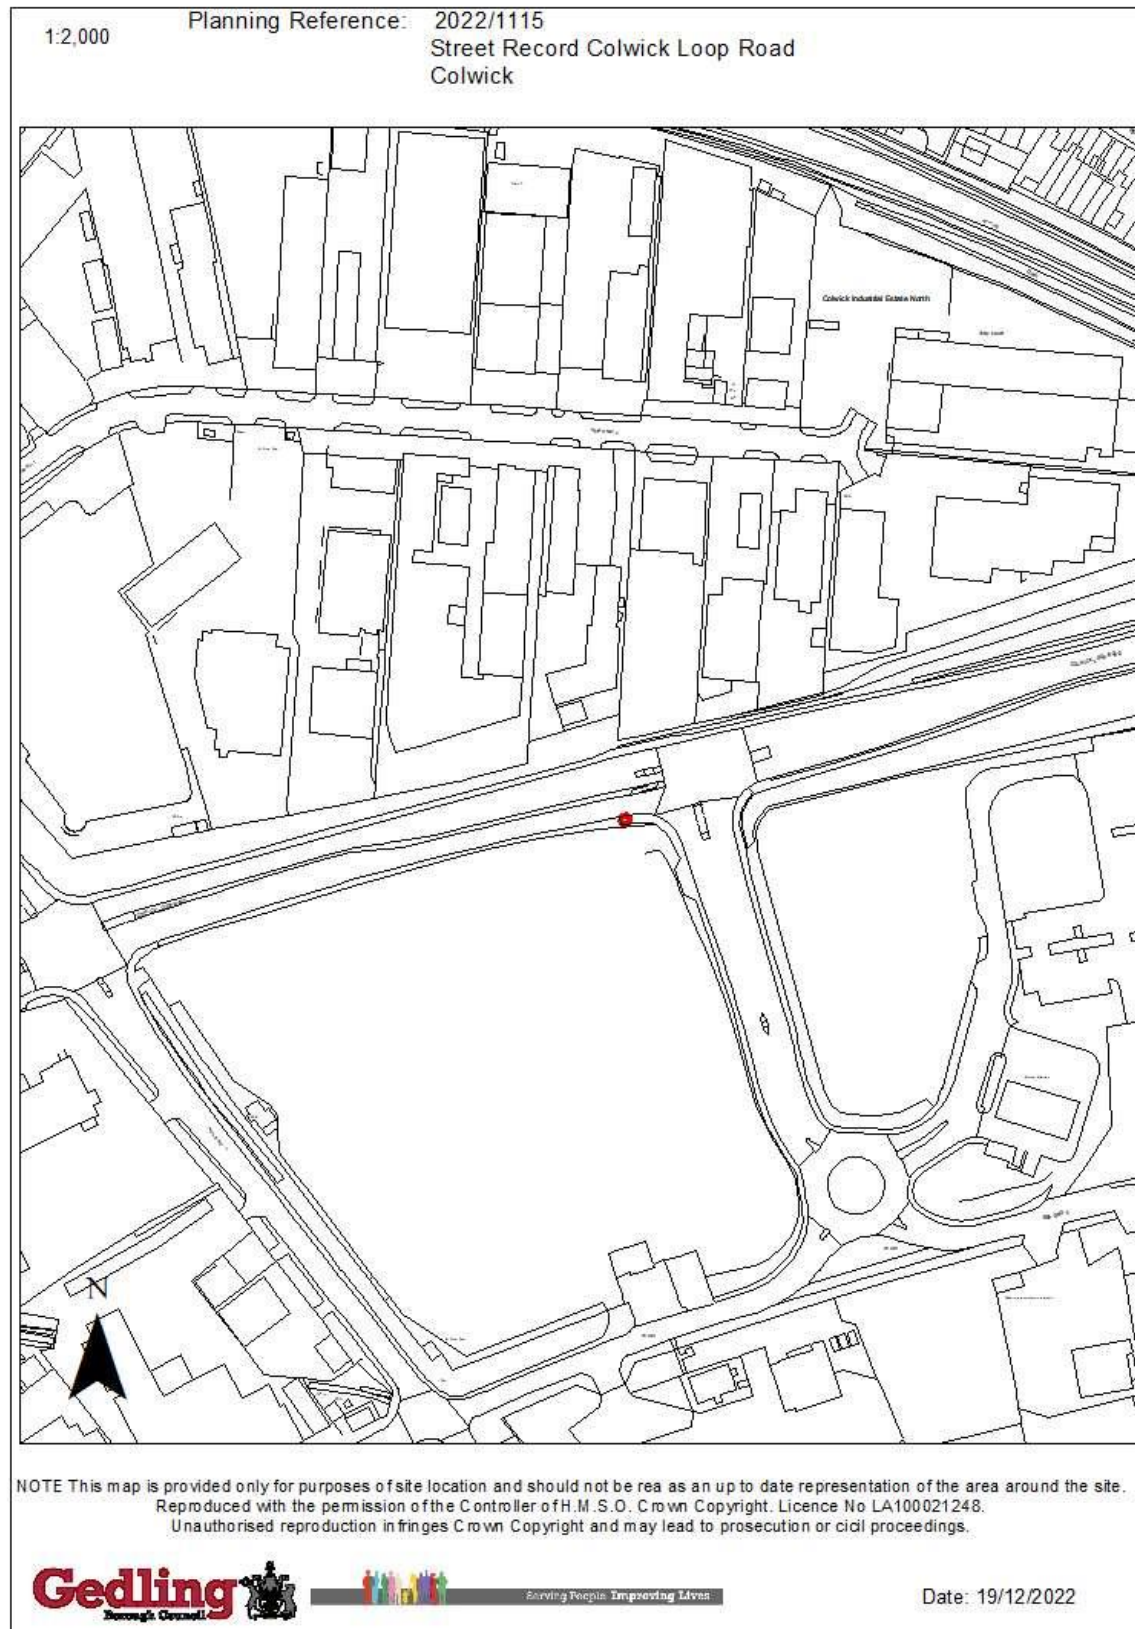 1:2,000
Planning Reference: 2022/1115
Street Record Colwick Loop Road
Colwick
Colwick Industrial Estate North
N
NOTE This map is provided only for purposes of site location and should not be rea as an up to date representation of the area around the site.
Reproduced with the permission of the Controller of H.M.S.O. Crown Copyright. Licence No LA100021248.
Unauthorised reproduction infringes Crown Copyright and may lead to prosecution or cicil proceedings.
Gedling
Borough Council
Serving People Improving Lives
Date: 19/12/2022